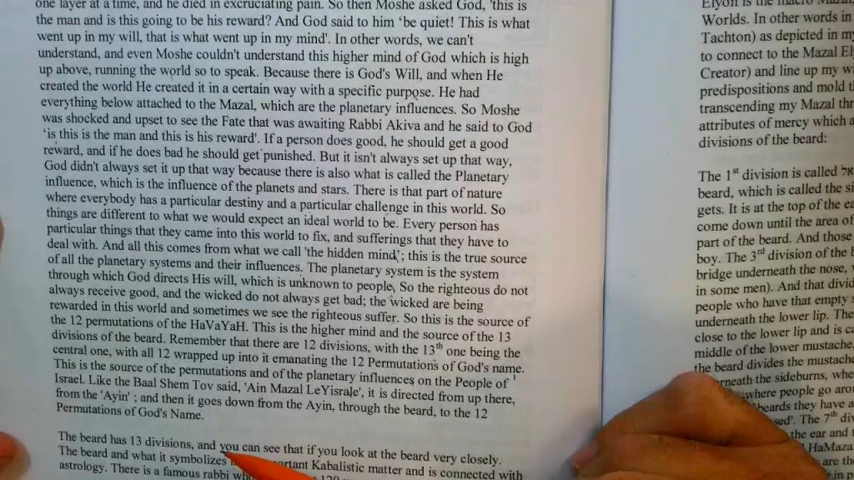 one layer at a time, and he died in excruciating pain. So then Moshe asked God, 'this is
the man and is this going to be his reward? And God said to him 'be quiet! This is what
went up in my will, that is what went up in my mind'. In other words, we can't
understand, and even Moshe couldn't understand this higher mind of God which is high
up above, running the world so to speak. Because there is God's Will, and when He
created the world He created it in a certain way with a specific purpose. He had
everything below attached to the Mazal, which are the planetary influences. So Moshe
was shocked and upset to see the Fate that was awaiting Rabbi Akiva and he said to God
'is this is the man and this is his reward'. If a person does good, he should get a good
reward, and if he does bad he should get punished. But it isn't always set up that way,
God didn't always set it up that way because there is also what is called the Planetary
influence, which is the influence of the planets and stars. There is that part of nature
where everybody has a particular destiny and a particular challenge in this world. So
things are different to what we would expect an ideal world to be. Every person has
particular things that they came into this world to fix, and sufferings that they have to
deal with. And all this comes from what we call 'the hidden mind'; this is the true source
of all the planetary systems and their influences. The planetary system is the system
through which God directs His will, which is unknown to people, So the righteous do not
always receive good, and the wicked do not always get bad; the wicked are being
rewarded in this world and sometimes we see the righteous suffer. So this is the source of
the 12 permutations of the HaVaYaH. This is the higher mind and the source of the 13
divisions of the beard. Remember that there are 12 divisions, with the 13th one being the
central one, with all 12 wrapped up into it emanating the 12 Permutations of God's name.
This is the source of the permutations and of the planetary influences on the People of
Israel. Like the Baal Shem Tov said, 'Ain Mazal LeYisrale', it is directed from up there,
from the 'Ayin' ; and then it goes down from the Ayin, through the beard, to the 12
Permutations of God's Name.
The beard has 13 divisions, and you can see that if you look at the beard very closely.
The beard and what it symbolizes Kabalistic matter and is connected with
astrology. There is a famous rabbi
Elyon is the macro
Worlds. In other words in
Tachton) as depicted in my
to connect to the Mazal
Creator) and line up my
predispositions and mold
transcending my Mazal
attributes of mercy which
divisions of the beard:
The 1st division is called
beard, which is called the
gets. It is at the top of the
come down until the area of
part of the beard. And those
boy. The 3rd division of the
bridge underneath the nose,
in some men). And that
people who have that empty
underneath the lower lip. The
close to the lower lip and is
middle of the lower mustache,
the beard divides the
the sideburns,
where people go
they have a
The 7th
the ear and
are the